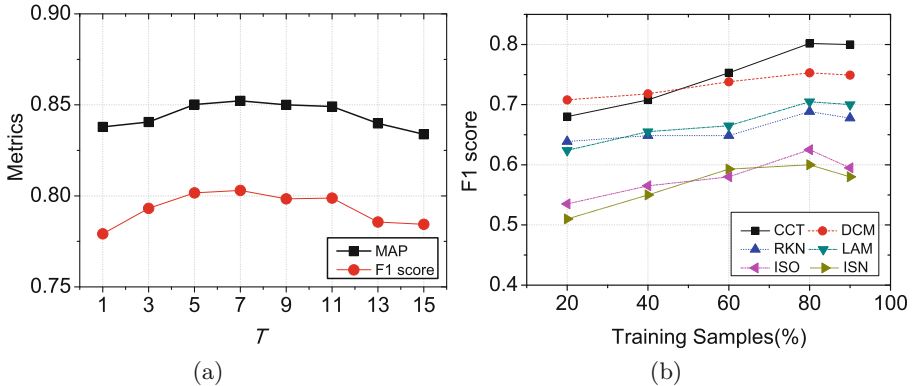 0.90
0.85
0.80
0.75
Metrics
MAP
F1 score
1 3 5 7 9 11 13 15
T
(a)
0.8
0.7
0.6
0.5
0.4
F1 score
CCT DCM
RKN LAM
ISO ISN
20 40 60 80 100
Training Samples(%)
(b)